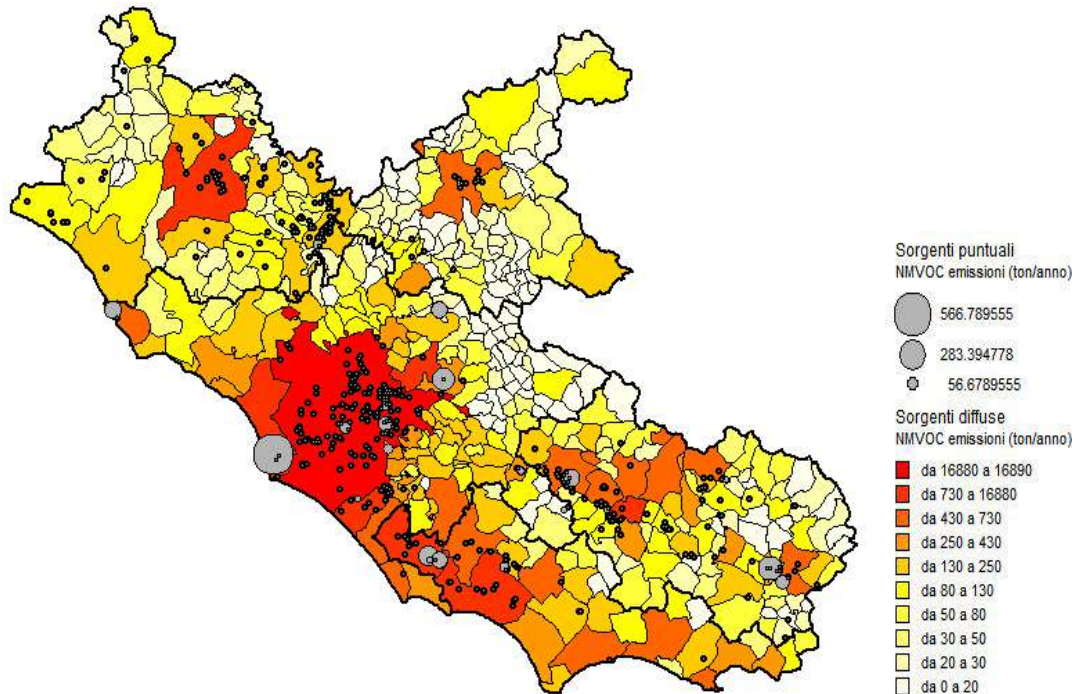 Sorgenti puntuali
NMVOC emissioni (ton/anno)
566.789555
283.394778
56.6789555
Sorgenti diffuse
NMVOC emissioni (ton/anno)
da 16880 a 16890
da 730 a 16880
da 430 a 730
da 250 a 430
da 130 a 250
da 80 a 130
da 50 a 80
da 30 a 50
da 20 a 30
da 0 a 20